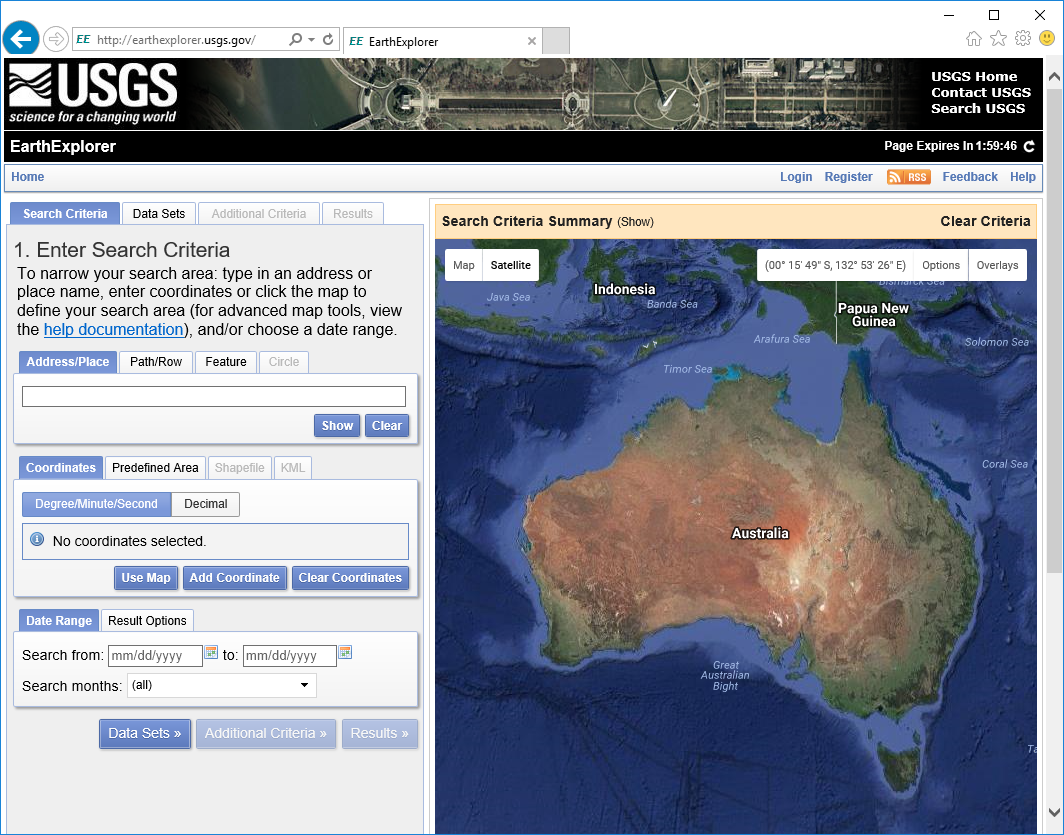 EE http://earthexplorer.usgs.gov/
EE EarthExplorer
USGS
science for a changing world
USGS Home
Contact USGS
Search USGS
EarthExplorer
Page Expires In 1:59:46
Home
Login Register RSS Feedback Help
Search Criteria Data Sets Additional Criteria Results
1. Enter Search Criteria
To narrow your search area: type in an address or
place name, enter coordinates or click the map to
define your search area (for advanced map tools, view
the help documentation), and/or choose a date range.
Address/Place Path/Row Feature Circle
Show Clear
Coordinates Predefined Area Shapefile KML
Degree/Minute/Second Decimal
No coordinates selected.
Use Map Add Coordinate Clear Coordinates
Date Range Result Options
Search from: mm/dd/yyyy to: mm/dd/yyyy
Search months: (all)
Data Sets » Additional Criteria » Results »
Search Criteria Summary (Show) Clear Criteria
Map Satellite (00° 15' 49" S, 132° 53' 26" E) Options Overlays
Bismarck Sea
Indonesia
Java Sea
Banda Sea
Papua New
Guinea
Arafura Sea
Solomon Sea
Timor Sea
Coral Sea
Australia
Great
Australian
Bight